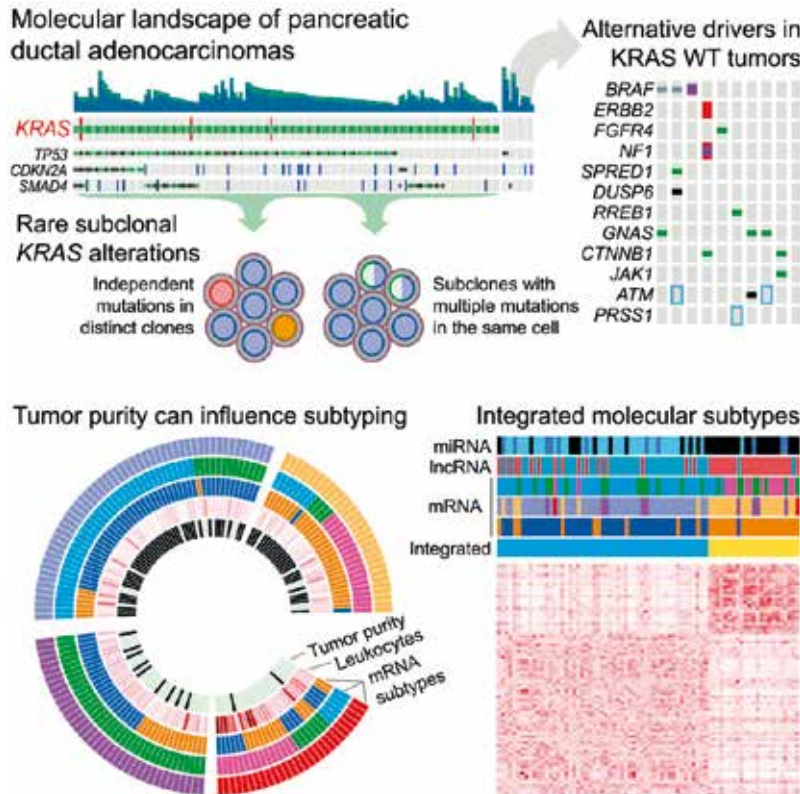 Molecular landscape of pancreatic
ductal adenocarcinomas
KRAS
TP53
CDKN2A
SMAD4
Alternative drivers in
KRAS WT tumors
BRAF
ERBB2
FGFR4
NF1
SPRED1
DUSP6
RREB1
GNAS
CTNNB1
JAK1
ATM
PRSS1
Rare subclonal
KRAS alterations
Independent
mutations in
distinct clones
Subclones with
multiple mutations
in the same cell
Tumor purity can influence subtyping
Tumor purity
Leukocytes
mRNA
subtypes
Integrated molecular subtypes
miRNA
lncRNA
mRNA
Integrated